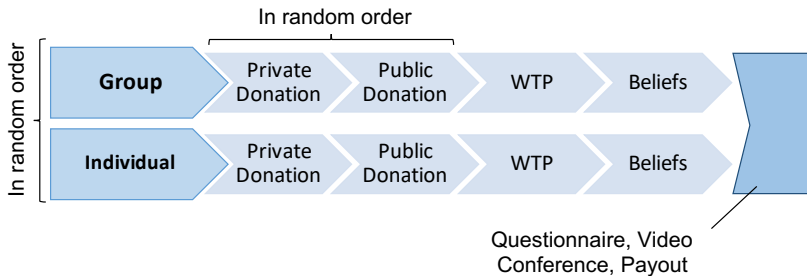 In random order
In random order
Group
Private
Donation
Public
Donation
WTP
Beliefs
Individual
Private
Donation
Public
Donation
WTP
Beliefs
Questionnaire, Video
Conference, Payout